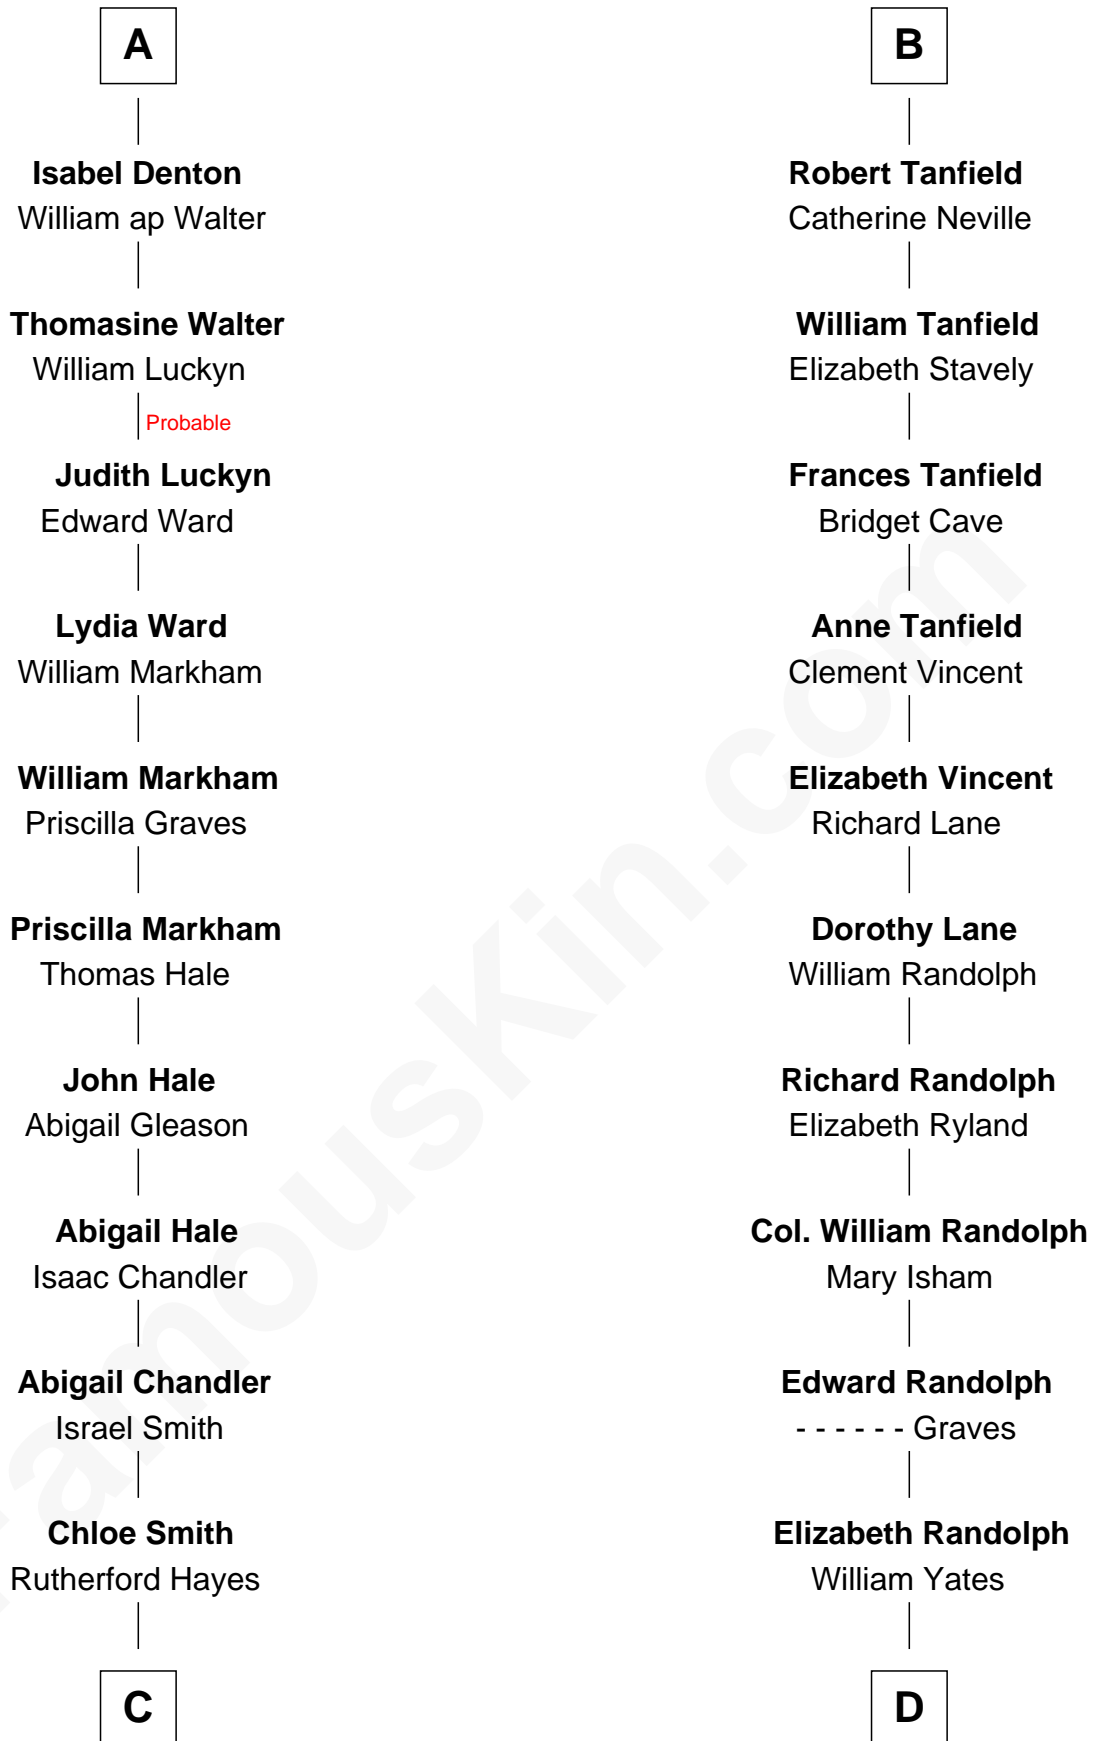 A
Isabel Denton
William ap Walter
Thomasine Walter
William Luckyn
Probable
Judith Luckyn
Edward Ward
Lydia Ward
William Markham
William Markham
Priscilla Graves
Priscilla Markham
Thomas Hale
John Hale
Abigail Gleason
Abigail Hale
Isaac Chandler
Abigail Chandler
Israel Smith
Chloe Smith
Rutherford Hayes
C
B
Robert Tanfield
Catherine Neville
William Tanfield
Elizabeth Stavely
Frances Tanfield
Bridget Cave
Anne Tanfield
Clement Vincent
Elizabeth Vincent
Richard Lane
Dorothy Lane
William Randolph
Richard Randolph
Elizabeth Ryland
Col. William Randolph
Mary Isham
Edward Randolph
- - - - - - Graves
Elizabeth Randolph
William Yates
D
FamousKin.com